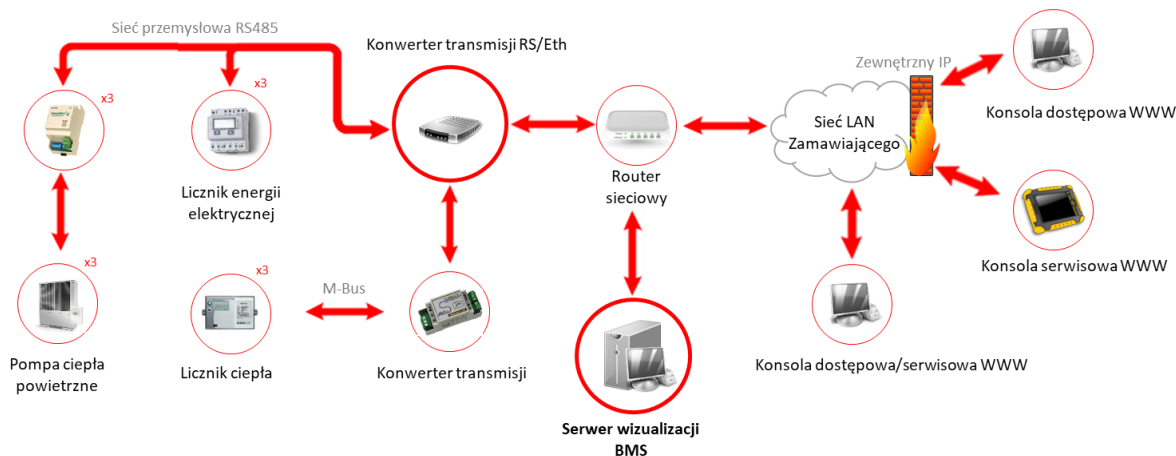 Sieć przemysłowa RS485
Konwerter transmisji RS/Eth
Zewnętrzny IP
x3
x3
Konsola dostępowa WWW
Sieć LAN
Zamawiającego
Router
sieciowy
Licznik energii
elektrycznej
x3
x3
M-Bus
Konsola serwisowa WWW
Pompa ciepła
powietrzne
Licznik ciepła
Konwerter transmisji
Konsola dostępowa/serwisowa WWW
Serwer wizualizacji
BMS